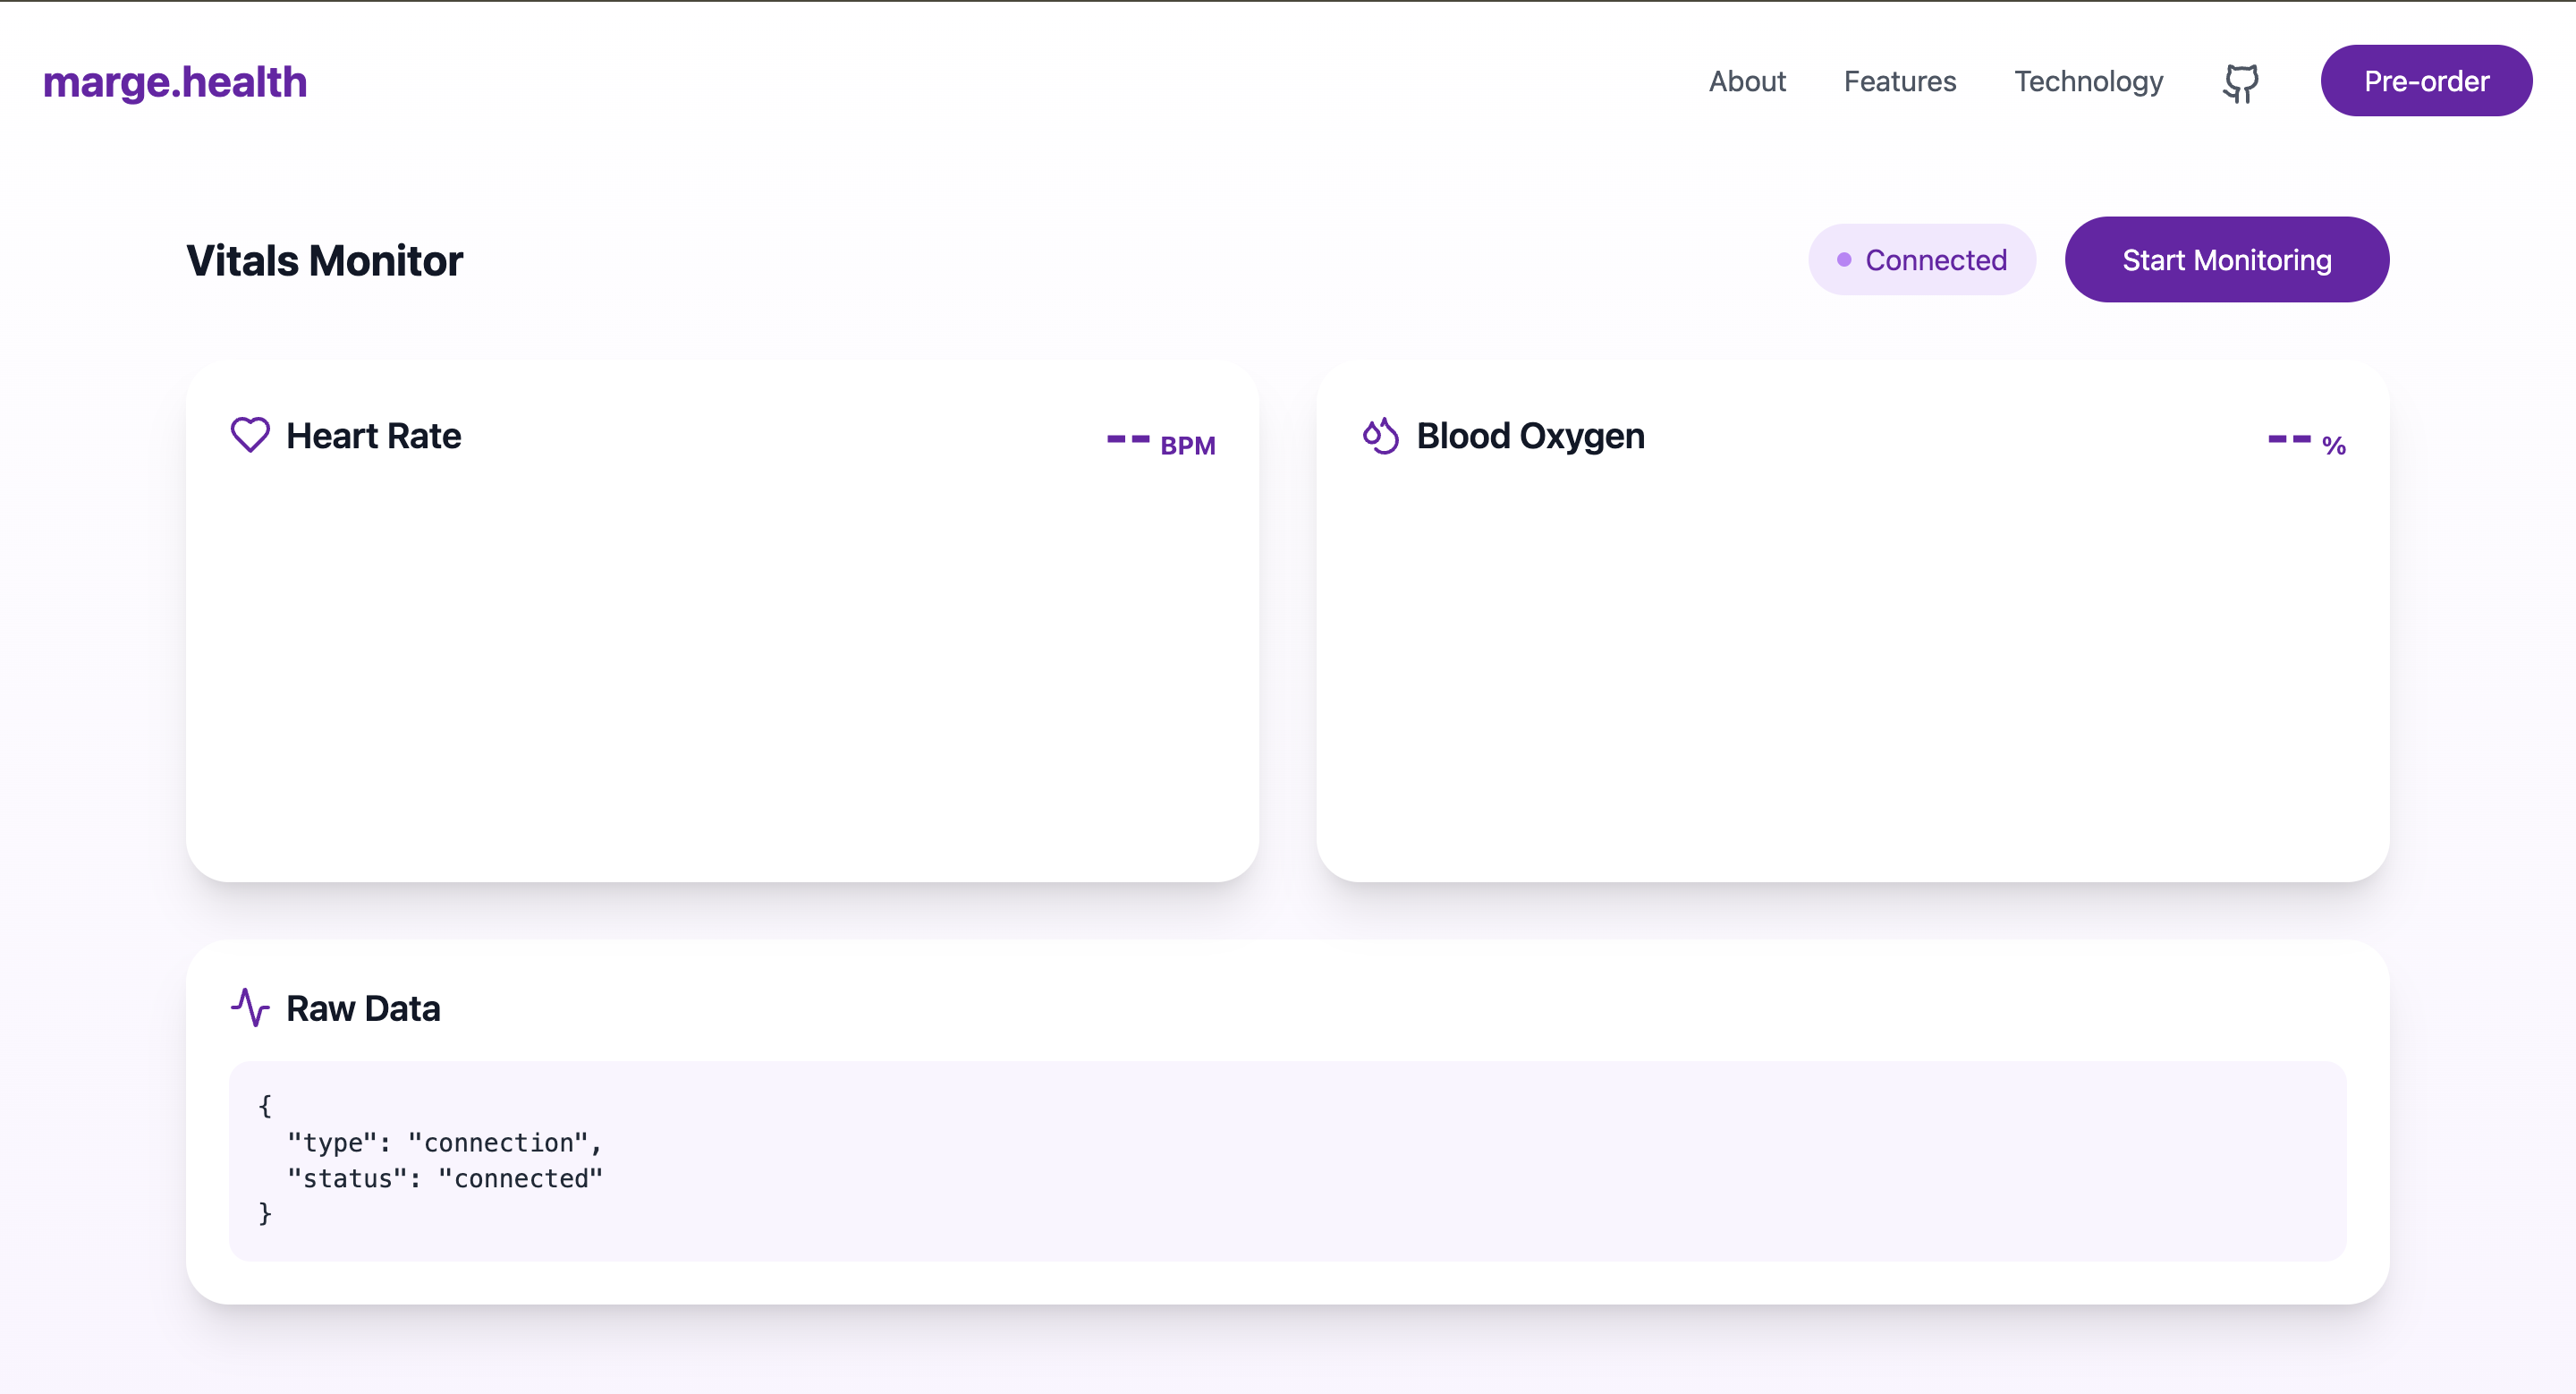 marge.health
About
Features
Technology
Pre-order
Vitals Monitor
Connected
Start Monitoring
Heart Rate
-- BPM
Blood Oxygen
-- %
Raw Data
{
  "type": "connection",
  "status": "connected"
}